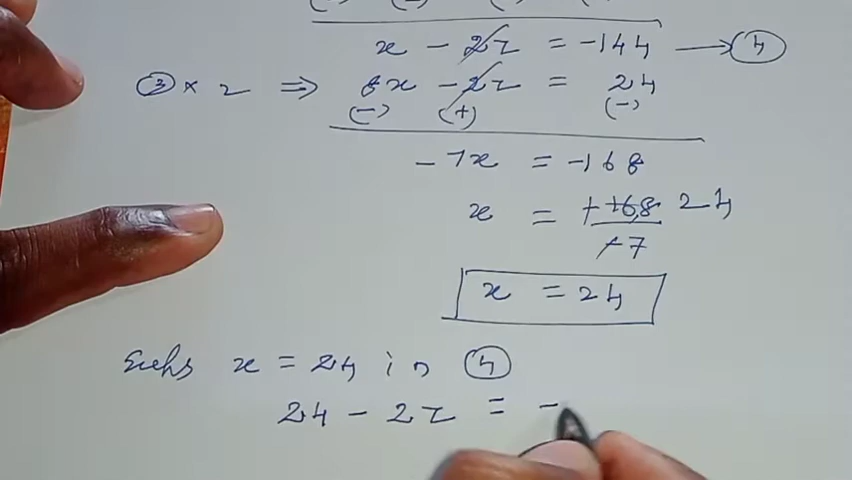 x - 2z = -144 → 4
3 × 2 ⇒ 8x - 2z = 24
(-) (+) (-)
-7x = -168
x = +168 24
-7
x = 24
Subs x = 24 in 4
24 - 2z = -